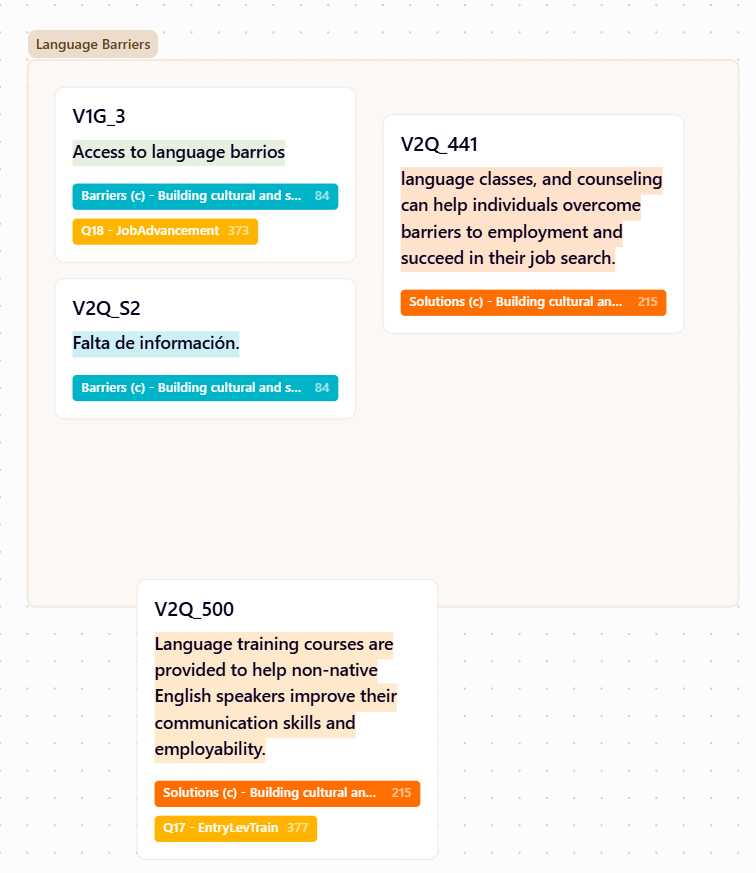 Language Barriers
V1G_3
Access to language barrios
Barriers (c) - Building cultural and s... 84
Q18 - JobAdvancement 373
V2Q_S2
Falta de información.
Barriers (c) - Building cultural and s... 84
V2Q_441
language classes, and counseling
can help individuals overcome
barriers to employment and
succeed in their job search.
Solutions (c) - Building cultural an... 215
V2Q_500
Language training courses are
provided to help non-native
English speakers improve their
communication skills and
employability.
Solutions (c) - Building cultural an... 215
Q17 - EntryLevTrain 377